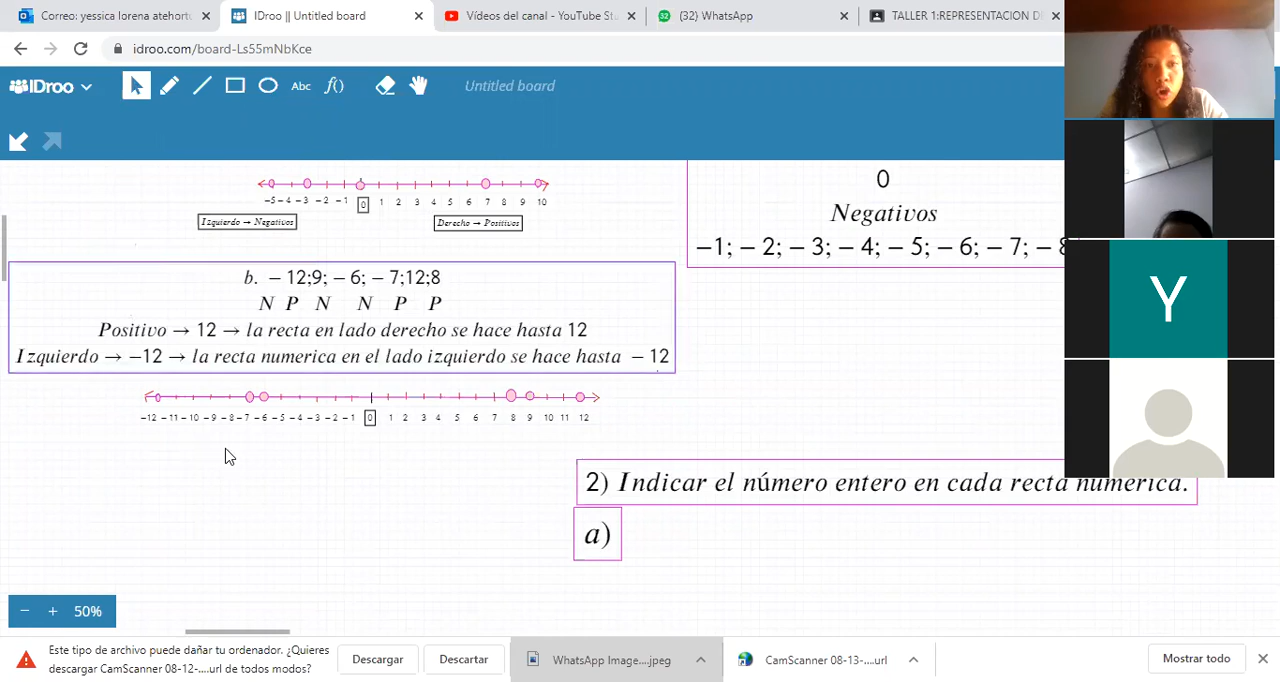 Correo: yessica lorena atehort
IDroo || Untitled board
Vídeos del canal - YouTube St
(32) WhatsApp
TALLER 1:REPRESENTACION D
idroo.com/board-Ls55mNbKce
IDroo
Abc
f()
Untitled board
−5 −4 −3 −2 −1 0 1 2 3 4 5 6 7 8 9 10
Izquierdo → Negativos
Derecho → Positivos
0
Negativos
−1; − 2; − 3; − 4; − 5; − 6; − 7; − 8
b. − 12;9; − 6; − 7;12;8
N P N N P P
Positivo → 12 → la recta en lado derecho se hace hasta 12
Izquierdo → −12 → la recta numerica en el lado izquierdo se hace hasta − 12
−12 −11 −10 −9 −8 −7 −6 −5 −4 −3 −2 −1 0 1 2 3 4 5 6 7 8 9 10 11 12
2) Indicar el número entero en cada recta numerica.
a)
Y
− + 50%
Este tipo de archivo puede dañar tu ordenador. ¿Quieres
descargar CamScanner 08-12-....url de todos modos?
Descargar
Descartar
WhatsApp Image....jpeg
CamScanner 08-13-....url
Mostrar todo